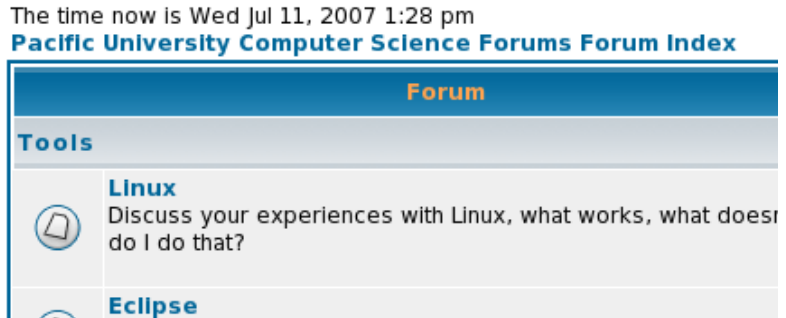 The time now is Wed Jul 11, 2007 1:28 pm
Pacific University Computer Science Forums Forum Index
Forum
Tools
Linux
Discuss your experiences with Linux, what works, what
do I do that?
Eclipse